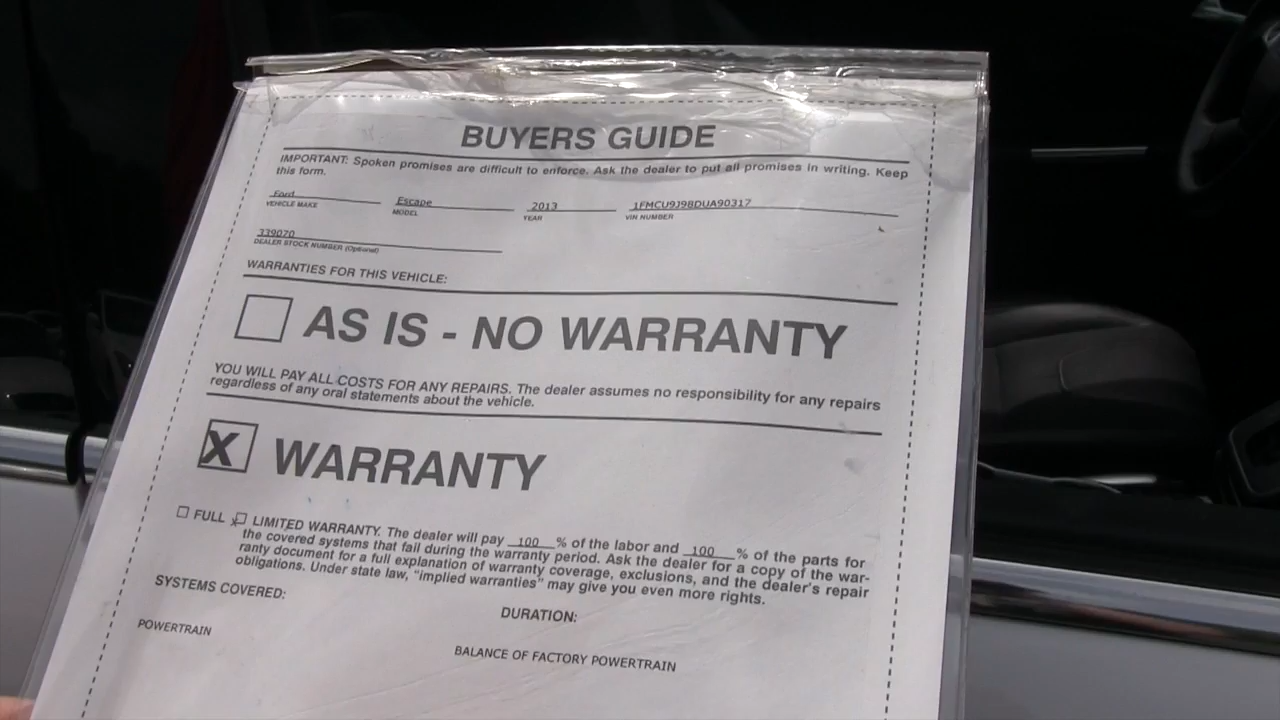 BUYERS GUIDE
IMPORTANT: Spoken promises are difficult to enforce. Ask the dealer to put all promises in writing. Keep
this form.
Ford Escape 2013 1FMCU9J98DUA90317
VEHICLE MAKE MODEL YEAR VIN NUMBER
339070
DEALER STOCK NUMBER (Optional)
WARRANTIES FOR THIS VEHICLE:
AS IS - NO WARRANTY
YOU WILL PAY ALL COSTS FOR ANY REPAIRS. The dealer assumes no responsibility for any repairs
regardless of any oral statements about the vehicle.
X WARRANTY
FULL X LIMITED WARRANTY. The dealer will pay 100 % of the labor and 100 % of the parts for
the covered systems that fail during the warranty period. Ask the dealer for a copy of the war-
ranty document for a full explanation of warranty coverage, exclusions, and the dealer's repair
obligations. Under state law, "implied warranties" may give you even more rights.
SYSTEMS COVERED:
DURATION:
POWERTRAIN
BALANCE OF FACTORY POWERTRAIN